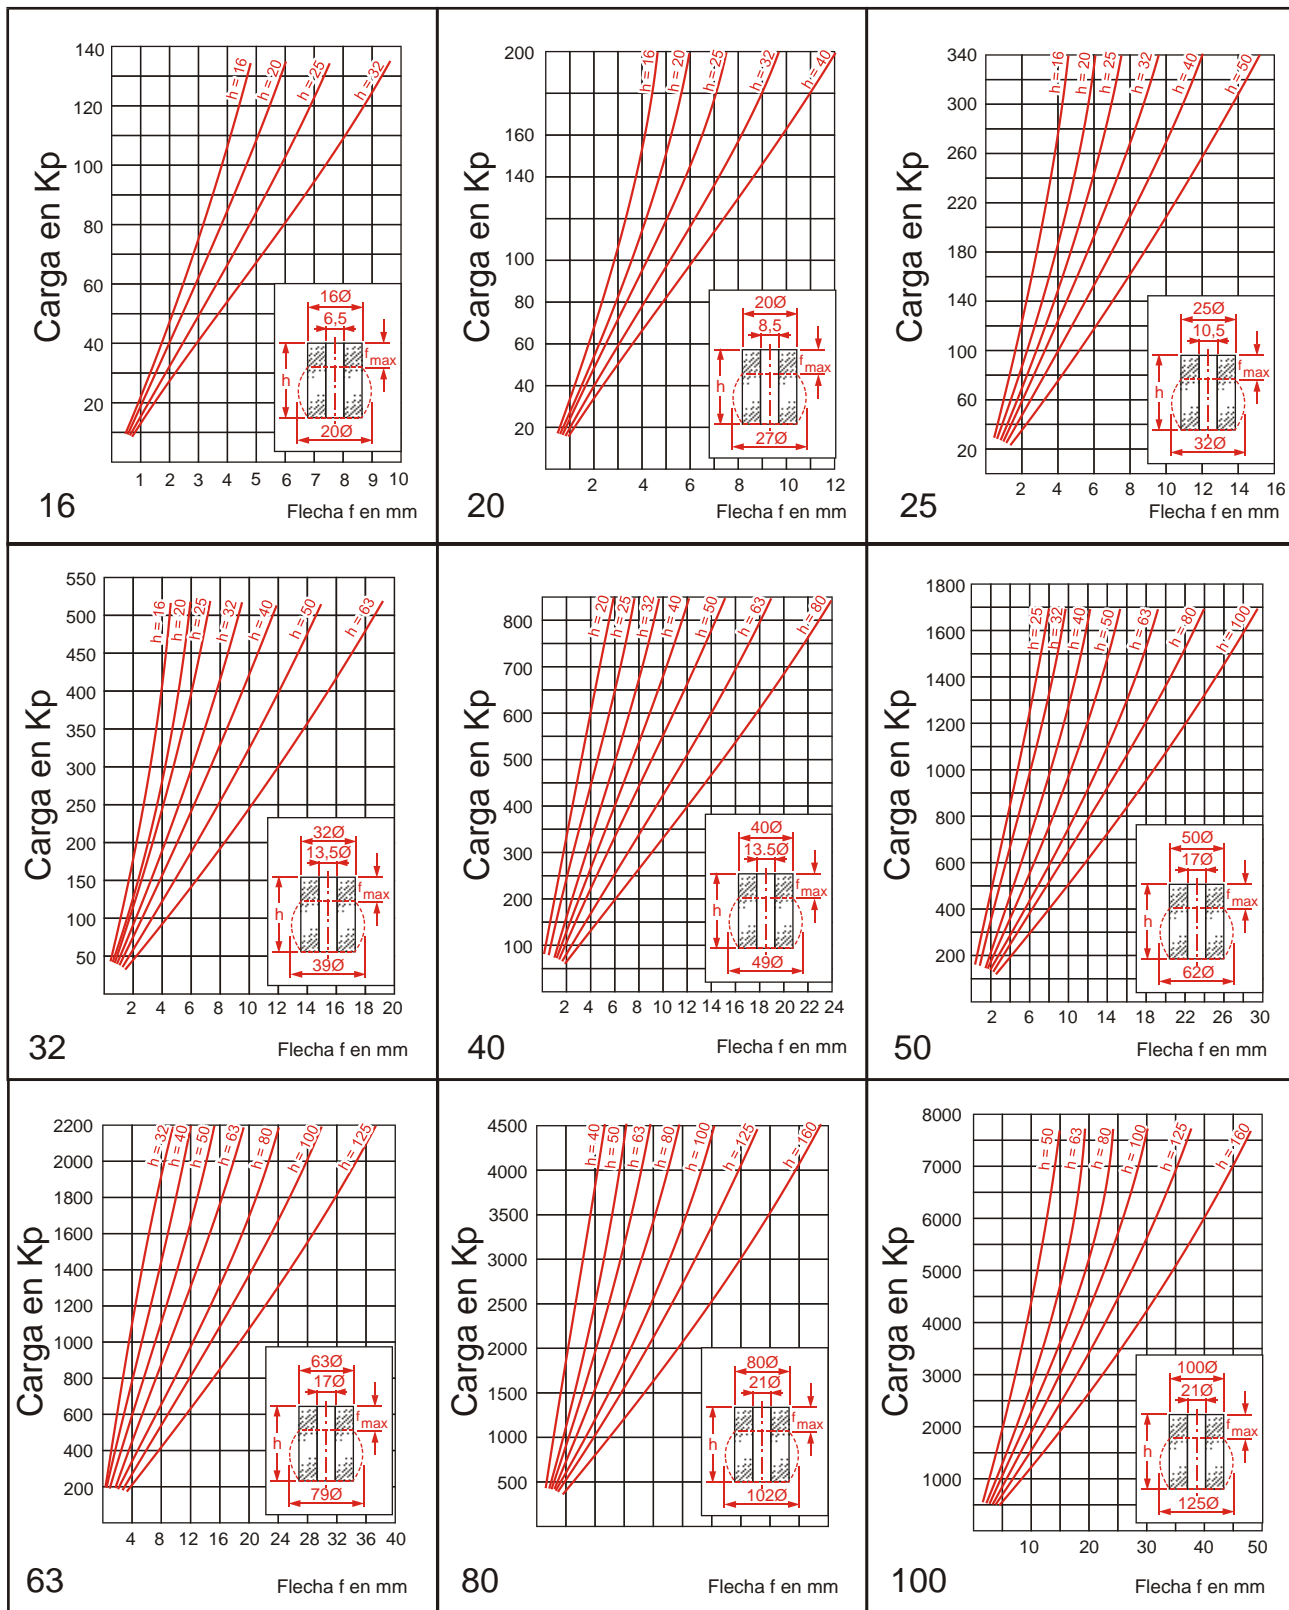 140
120
100
80
60
40
20
Carga en Kp
h = 16
h = 20
h = 25
h = 32
16Ø
6,5
f max
h
20Ø
1 2 3 4 5 6 7 8 9 10
16
Flecha f en mm
200
160
140
100
80
40
20
Carga en Kp
h = 16
h = 20
h = 25
h = 32
h = 40
20Ø
8,5
f max
h
27Ø
2 4 6 8 10 12
20
Flecha f en mm
340
300
260
220
180
140
100
60
20
Carga en Kp
h = 16
h = 20
h = 25
h = 32
h = 40
h = 50
25Ø
10,5
f max
h
32Ø
2 4 6 8 10 12 14 16
25
Flecha f en mm
550
500
450
400
350
300
250
200
150
100
50
Carga en Kp
h = 16
h = 20
h = 25
h = 32
h = 40
h = 50
h = 63
32Ø
13,5Ø
f max
h
39Ø
2 4 6 8 10 12 14 16 18 20
32
Flecha f en mm
800
700
600
500
400
300
200
100
Carga en Kp
h = 20
h = 25
h = 32
h = 40
h = 50
h = 63
h = 80
40Ø
13.5Ø
f max
h
49Ø
2 4 6 8 10 12 14 16 18 20 22 24
40
Flecha f en mm
1800
1600
1400
1200
1000
800
600
400
200
Carga en Kp
h = 25
h = 32
h = 40
h = 50
h = 63
h = 80
h = 100
50Ø
17Ø
f max
h
62Ø
2 6 10 14 18 22 26 30
50
Flecha f en mm
2200
2000
1800
1600
1400
1200
1000
800
600
400
200
Carga en Kp
h = 32
h = 40
h = 50
h = 63
h = 80
h = 100
h = 125
63Ø
17Ø
f max
h
79Ø
4 8 12 16 20 24 28 32 36 40
63
Flecha f en mm
4500
4000
3500
3000
2500
2000
1500
1000
500
Carga en Kp
h = 40
h = 50
h = 63
h = 80
h = 100
h = 125
h = 160
80Ø
21Ø
f max
h
102Ø
80
Flecha f en mm
8000
7000
6000
5000
4000
3000
2000
1000
Carga en Kp
h = 50
h = 63
h = 80
h = 100
h = 125
h = 160
100Ø
21Ø
f max
h
125Ø
10 20 30 40 50
100
Flecha f en mm